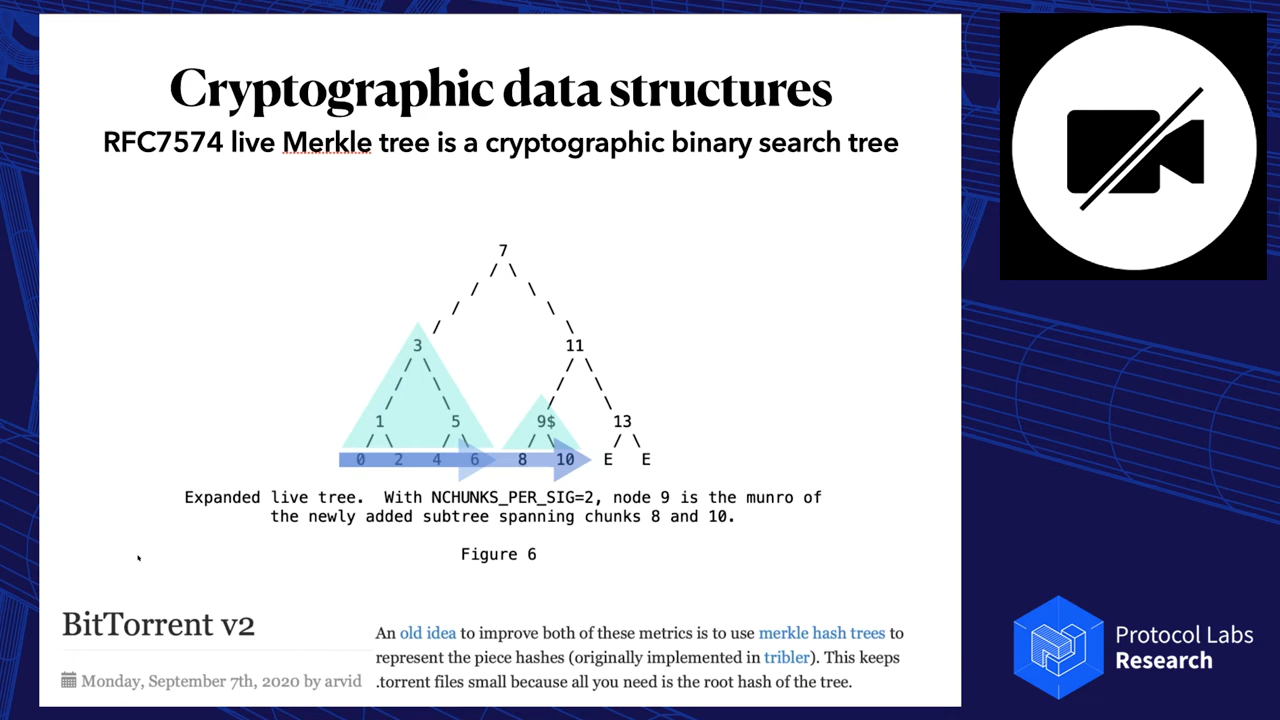 Cryptographic data structures
RFC7574 live Merkle tree is a cryptographic binary search tree
7
/ \
/ \
/ \
/ \
3 11
/ \ / \
/ \ / \
/ \ / \
1 5 9$ 13
/ \ / \ / \ / \
0 2 4 6 8 10 E E
Expanded live tree. With NCHUNKS_PER_SIG=2, node 9 is the munro of
the newly added subtree spanning chunks 8 and 10.
Figure 6
BitTorrent v2
Monday, September 7th, 2020 by arvid
An old idea to improve both of these metrics is to use merkle hash trees to
represent the piece hashes (originally implemented in tribler). This keeps
.torrent files small because all you need is the root hash of the tree.
Protocol Labs
Research